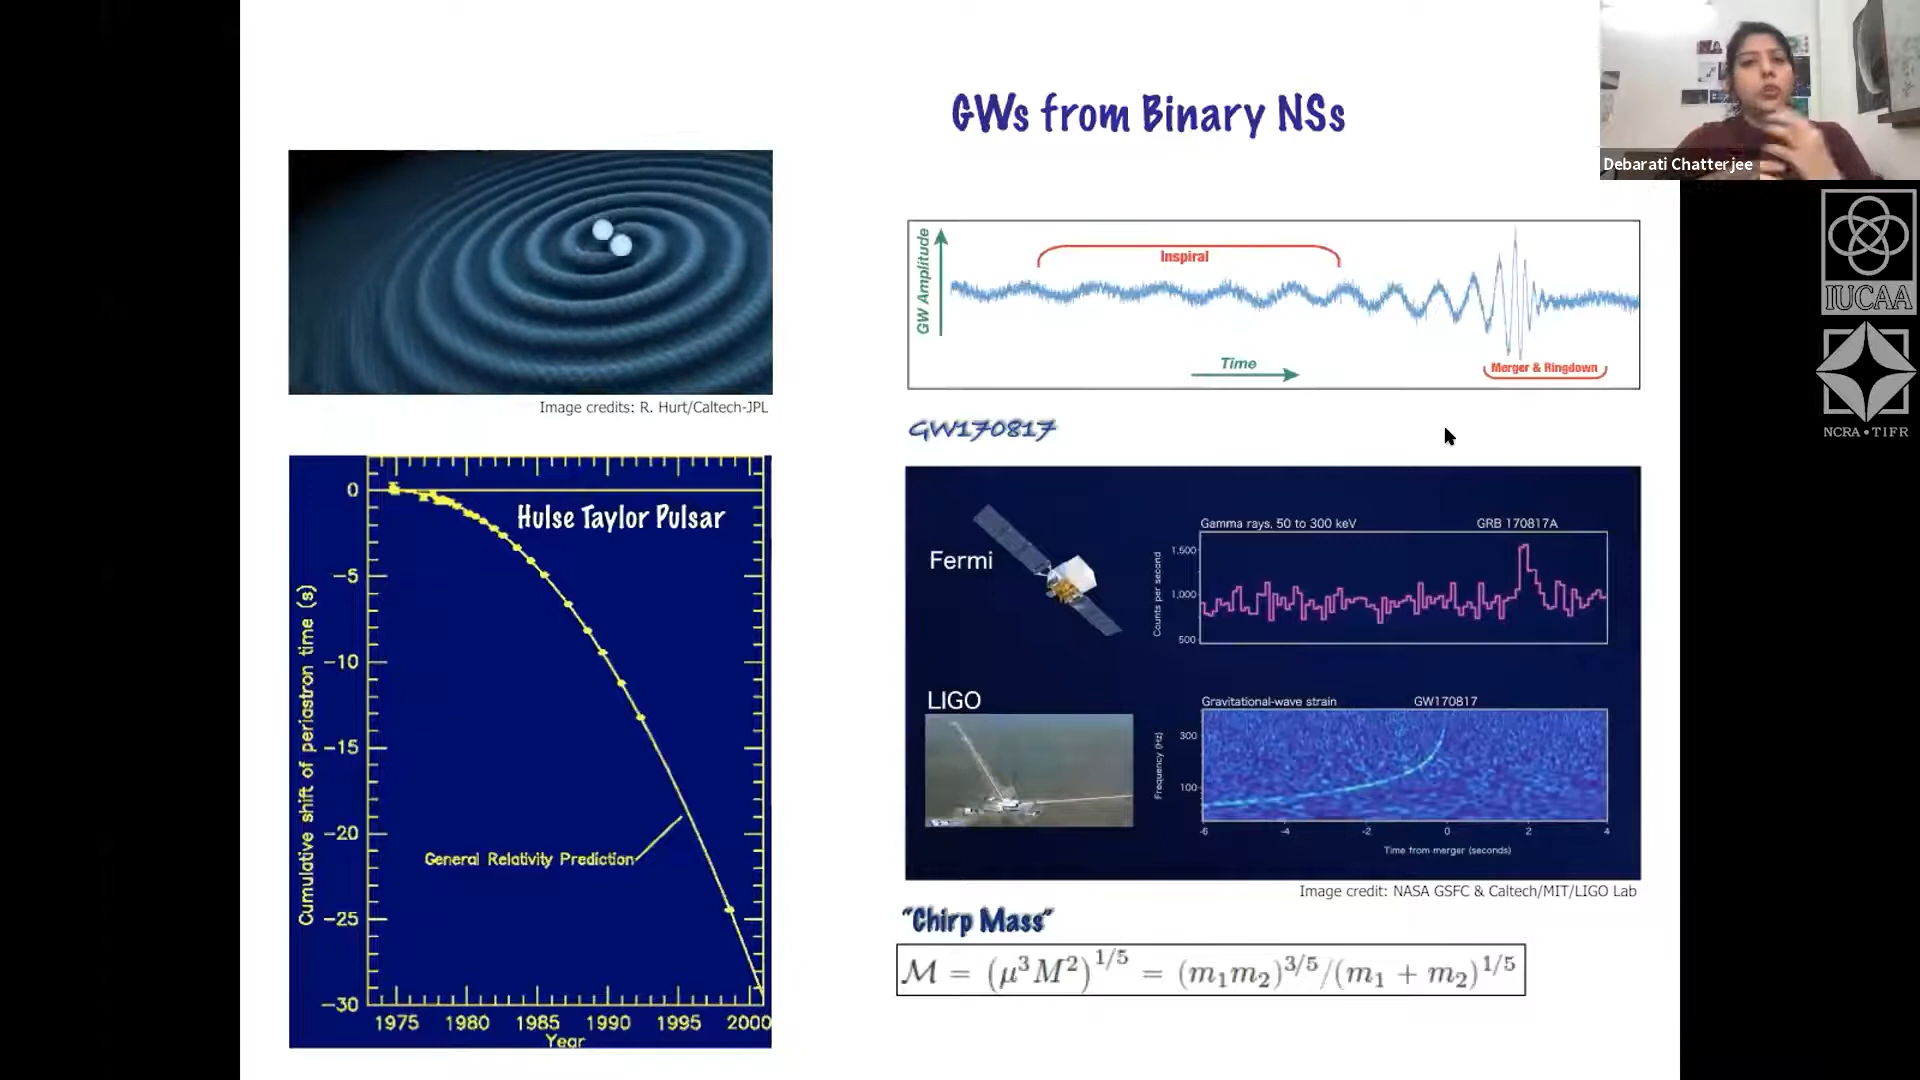 GWs from Binary NSs
Debarati Chatterjee
IUCAA
NCRA • TIFR
Image credits: R. Hurt/Caltech-JPL
GW Amplitude
Inspiral
Time
Merger & Ringdown
GW170817
Hulse Taylor Pulsar
General Relativity Prediction
Cumulative shift of periastron time (s)
0
−5
−10
−15
−20
−25
−30
1975 1980 1985 1990 1995 2000
Year
Fermi
Gamma rays, 50 to 300 keV GRB 170817A
Counts per second
1,500
1,000
500
LIGO
Gravitational-wave strain GW170817
Frequency (Hz)
300
100
-6 -4 -2 0 2 4
Time from merger (seconds)
Image credit: NASA GSFC & Caltech/MIT/LIGO Lab
“Chirp Mass”
ℳ = (μ³M²)^{1/5} = (m₁m₂)^{3/5}/(m₁ + m₂)^{1/5}